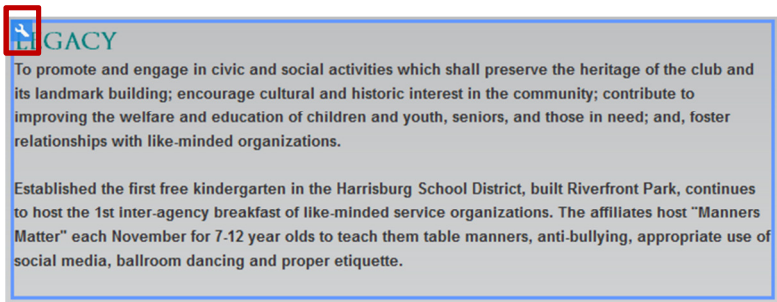 LEGACY
To promote and engage in civic and social activities which shall preserve the heritage of the club and
its landmark building; encourage cultural and historic interest in the community; contribute to
improving the welfare and education of children and youth, seniors, and those in need; and, foster
relationships with like-minded organizations.
Established the first free kindergarten in the Harrisburg School District, built Riverfront Park, continues
to host the 1st inter-agency breakfast of like-minded service organizations. The affiliates host "Manners
Matter" each November for 7-12 year olds to teach them table manners, anti-bullying, appropriate use of
social media, ballroom dancing and proper etiquette.